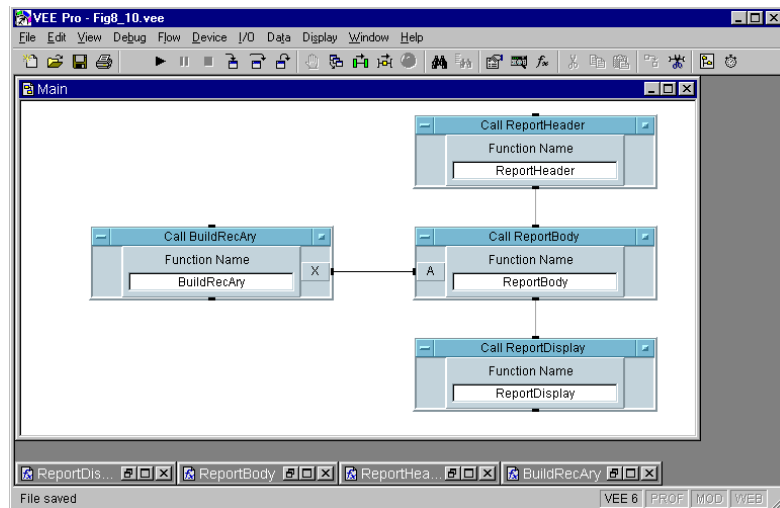 VEE Pro - Fig8_10.vee
File Edit View Debug Flow Device I/O Data Display Window Help
Main
Call ReportHeader
Function Name
ReportHeader
Call BuildRecAry
Function Name
X
BuildRecAry
Call ReportBody
Function Name
A
ReportBody
Call ReportDisplay
Function Name
ReportDisplay
ReportDis... ReportBody ReportHea... BuildRecAry
File saved VEE 6 PROF MOD WEB